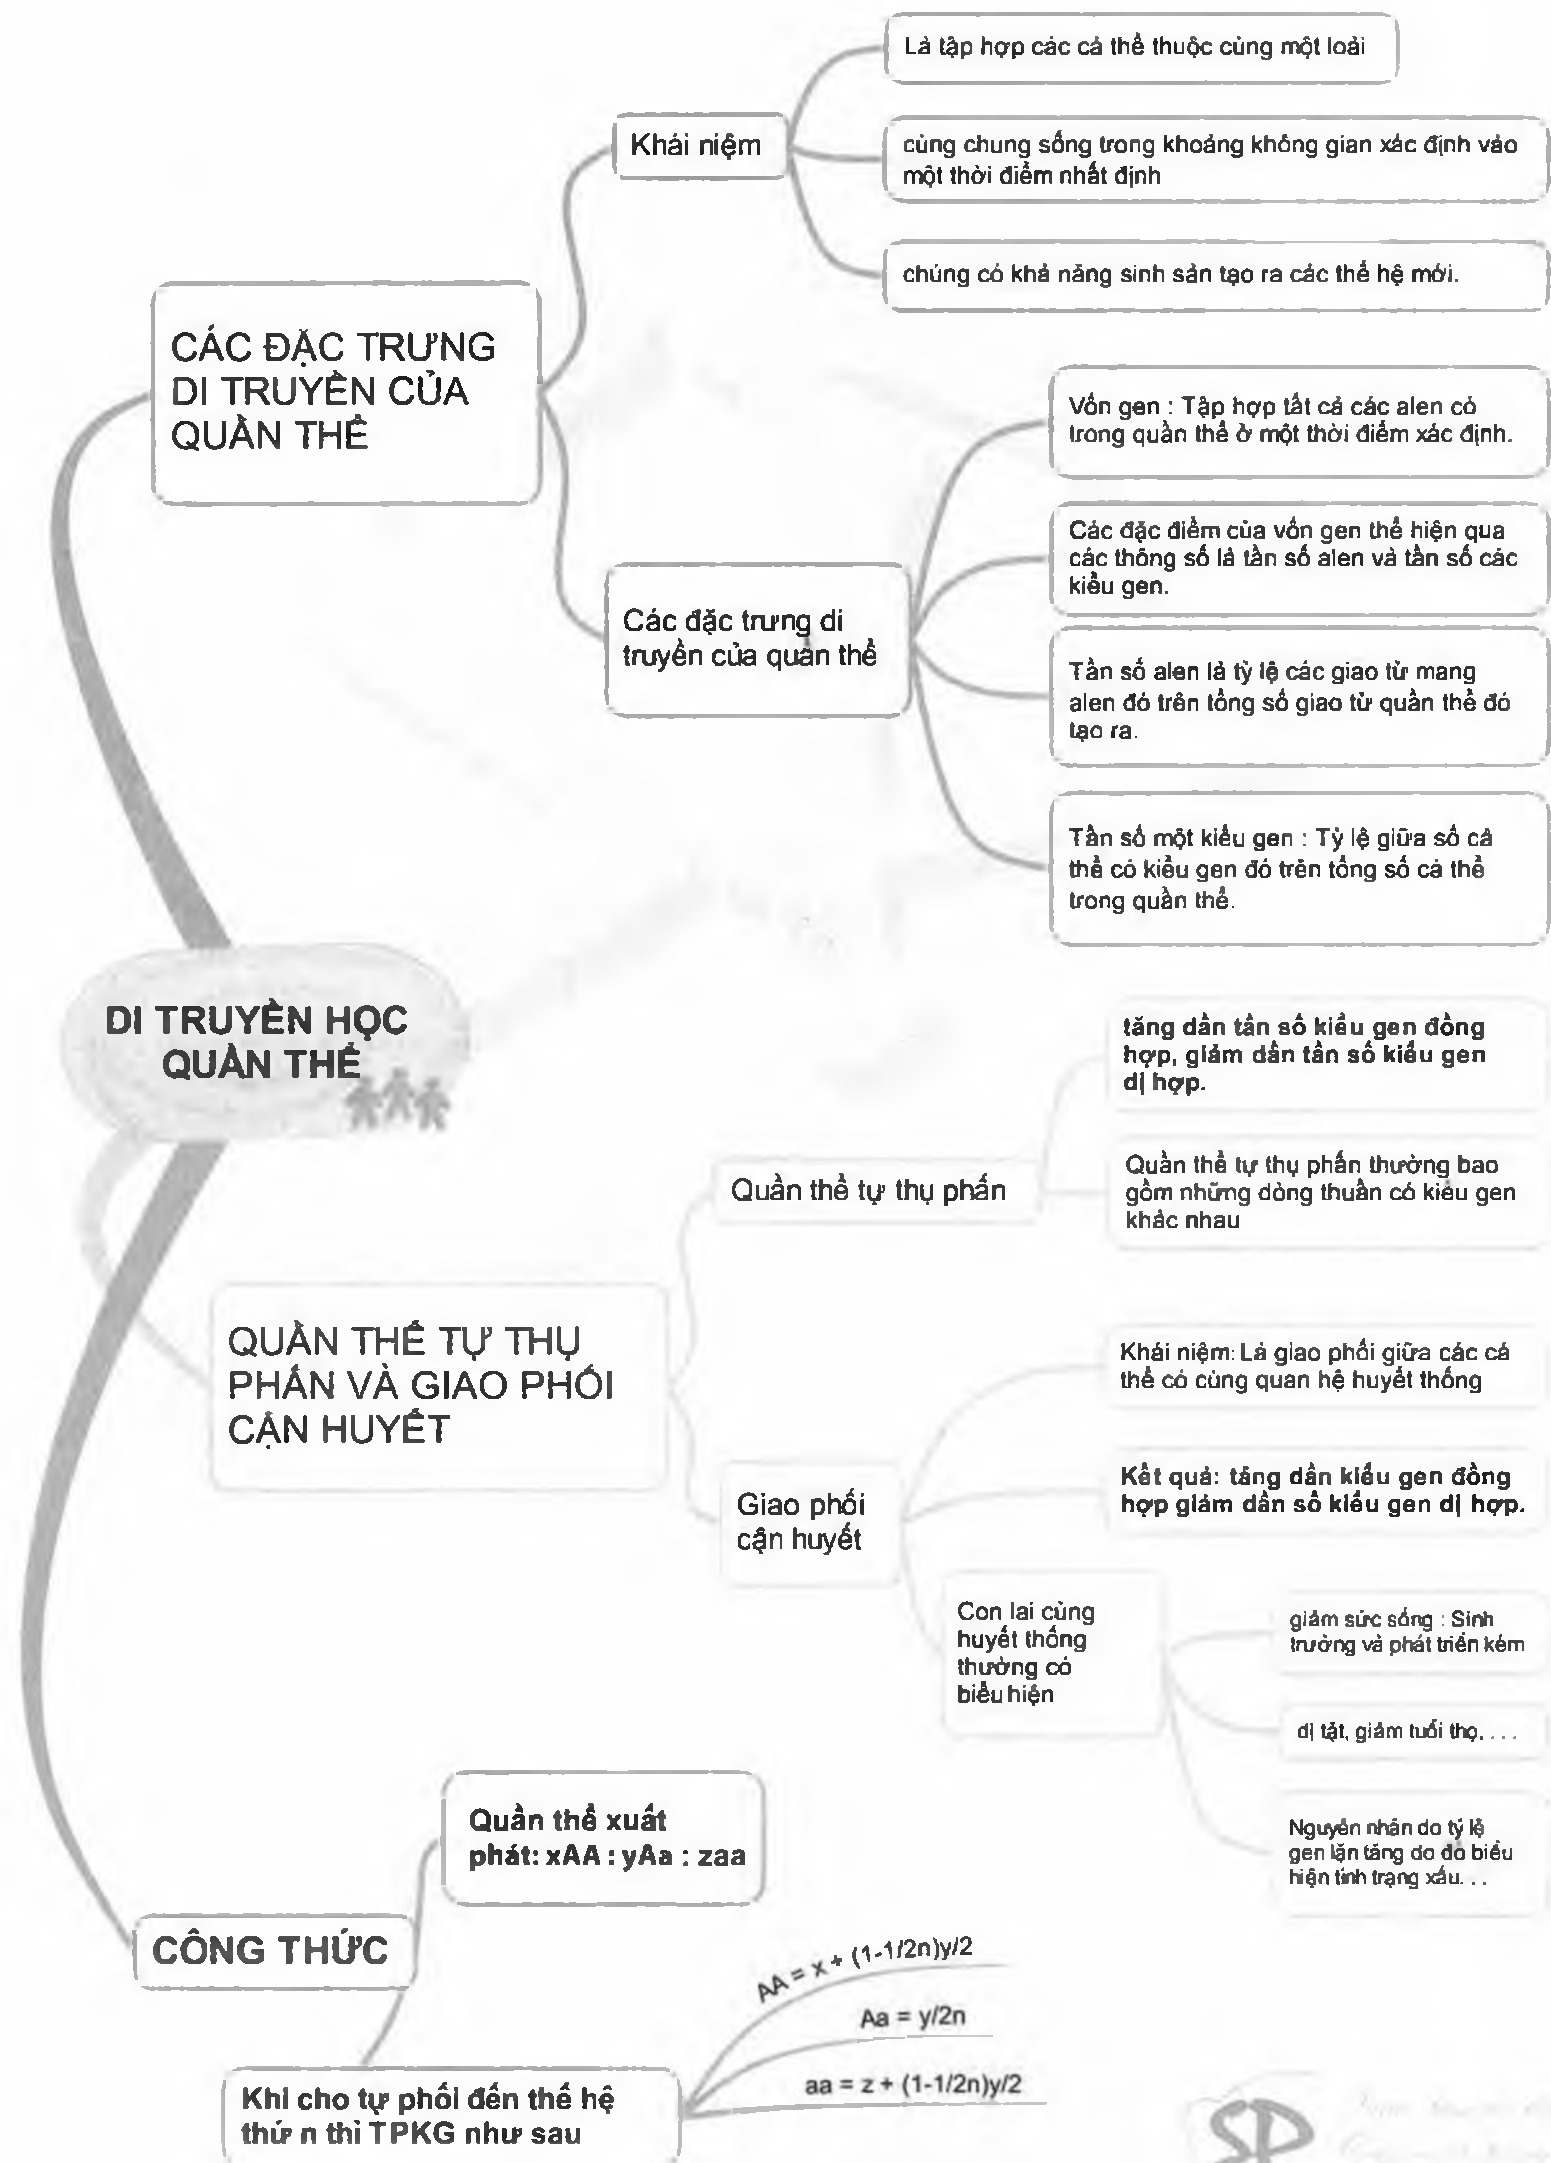 Là tập hợp các cá thể thuộc cùng một loài
Khái niệm
cùng chung sống trong khoảng không gian xác định vào
một thời điểm nhất định
chúng có khả năng sinh sản tạo ra các thế hệ mới.
CÁC ĐẶC TRƯNG
DI TRUYỀN CỦA
QUẦN THỂ
Vốn gen : Tập hợp tất cả các alen có
trong quần thể ở một thời điểm xác định.
Các đặc điểm của vốn gen thể hiện qua
các thông số là tần số alen và tần số các
kiểu gen.
Các đặc trưng di
truyền của quần thể
Tần số alen là tỷ lệ các giao tử mang
alen đó trên tổng số giao tử quần thể đó
tạo ra.
Tần số một kiểu gen : Tỷ lệ giữa số cá
thể có kiểu gen đó trên tổng số cá thể
trong quần thể.
DI TRUYỀN HỌC
QUẦN THỂ
tăng dần tần số kiểu gen đồng
hợp, giảm dần tần số kiểu gen
dị hợp.
Quần thể tự thụ phấn
Quần thể tự thụ phấn thường bao
gồm những dòng thuần có kiểu gen
khác nhau
QUẦN THỂ TỰ THỤ
PHẤN VÀ GIAO PHỐI
CẬN HUYẾT
Khái niệm: Là giao phối giữa các cá
thể có cùng quan hệ huyết thống
Kết quả: tăng dần kiểu gen đồng
hợp giảm dần số kiểu gen dị hợp.
Giao phối
cận huyết
Con lai cùng
huyết thống
thường có
biểu hiện
giảm sức sống : Sinh
trưởng và phát triển kém
dị tật, giảm tuổi thọ, . . .
Nguyên nhân do tỷ lệ
gen lặn tăng do đó biểu
hiện tính trạng xấu. . .
Quần thể xuất
phát: xAA : yAa : zaa
CÔNG THỨC
AA = x + (1-1/2n)y/2
Aa = y/2n
aa = z + (1-1/2n)y/2
Khi cho tự phối đến thế hệ
thứ n thì TPKG như sau